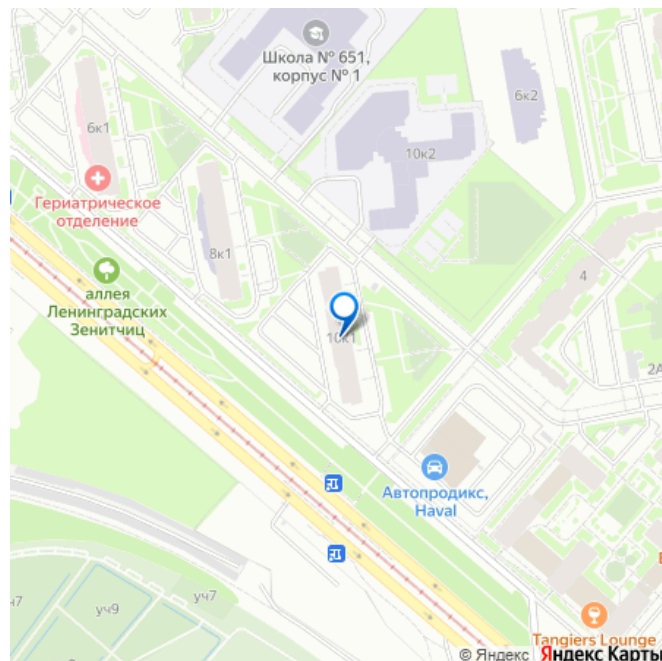 Школа № 651,
корпус № 1
6к1
6к2
10к2
Гериатрическое
отделение
8к1
4
аллея
Ленинградских
Зенитчиц
10к1
2А
Автопродикс,
Haval
уч7
уч9
Tangiers Lounge
© Яндекс Яндекс Карты